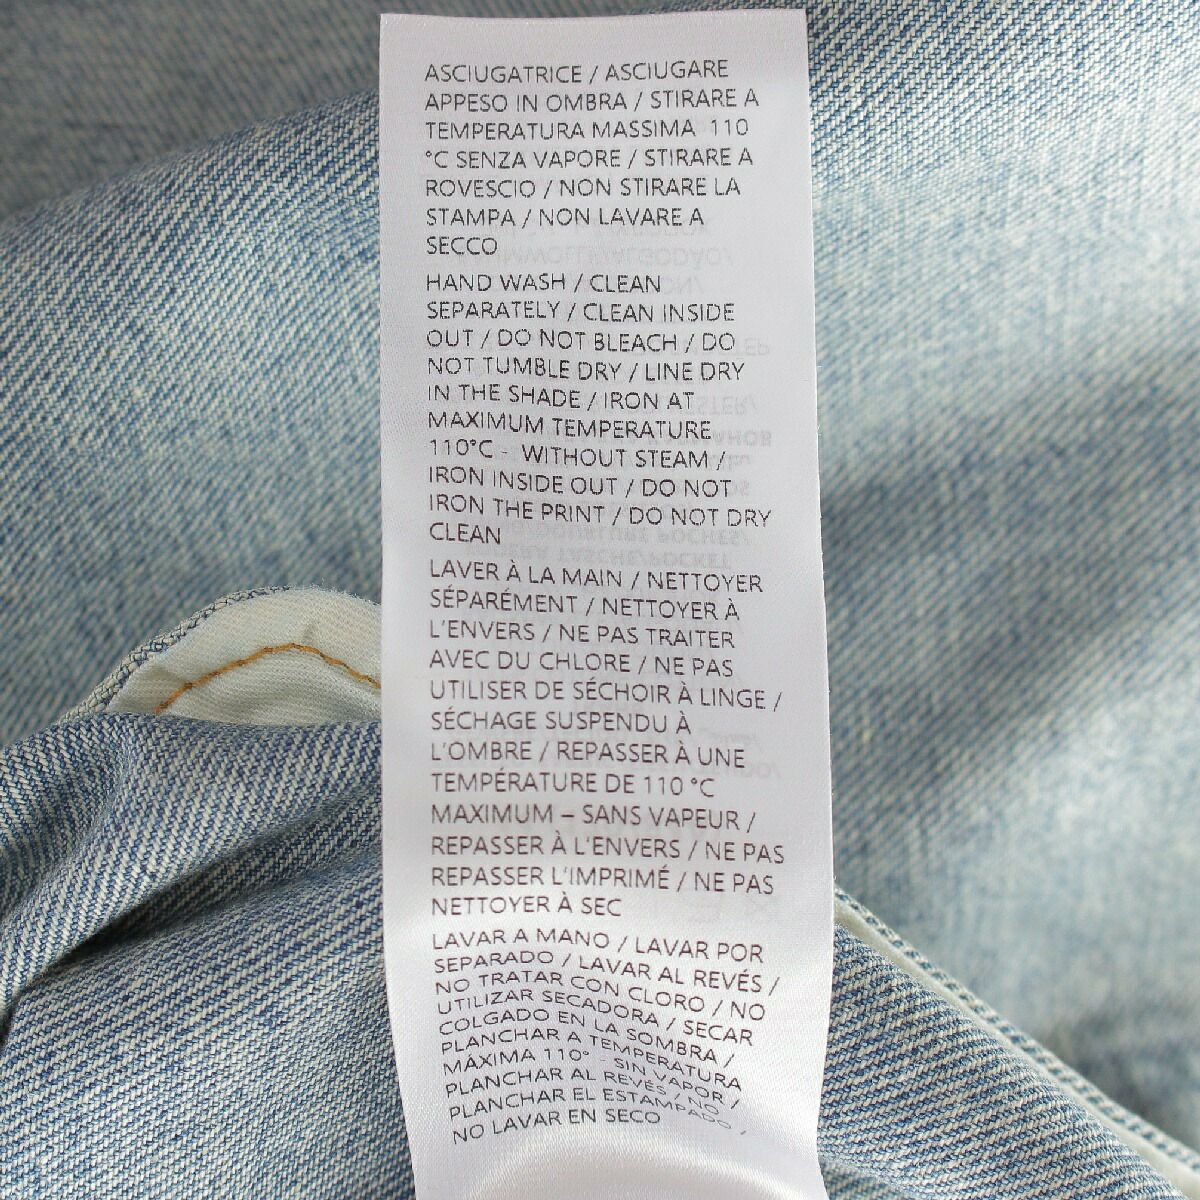 ASCIUGATRICE / ASCIUGARE
APPESO IN OMBRA / STIRARE A
TEMPERATURA MASSIMA 110
°C SENZA VAPORE / STIRARE A
ROVESCIO / NON STIRARE LA
STAMPA / NON LAVARE A
SECCO
HAND WASH / CLEAN
SEPARATELY / CLEAN INSIDE
OUT / DO NOT BLEACH / DO
NOT TUMBLE DRY / LINE DRY
IN THE SHADE / IRON AT
MAXIMUM TEMPERATURE
110°C - WITHOUT STEAM /
IRON INSIDE OUT / DO NOT
IRON THE PRINT / DO NOT DRY
CLEAN
LAVER À LA MAIN / NETTOYER
SÉPARÉMENT / NETTOYER À
L'ENVERS / NE PAS TRAITER
AVEC DU CHLORE / NE PAS
UTILISER DE SÉCHOIR À LINGE /
SÉCHAGE SUSPENDU À
L'OMBRE / REPASSER À UNE
TEMPÉRATURE DE 110 °C
MAXIMUM – SANS VAPEUR /
REPASSER À L'ENVERS / NE PAS
REPASSER L'IMPRIMÉ / NE PAS
NETTOYER À SEC
LAVAR A MANO / LAVAR POR
SEPARADO / LAVAR AL REVÉS /
NO TRATAR CON CLORO / NO
UTILIZAR SECADORA / SECAR
COLGADO EN LA SOMBRA /
PLANCHAR A TEMPERATURA
MÁXIMA 110° - SIN VAPOR /
PLANCHAR AL REVÉS / NO
PLANCHAR EL ESTAMPADO /
NO LAVAR EN SECO